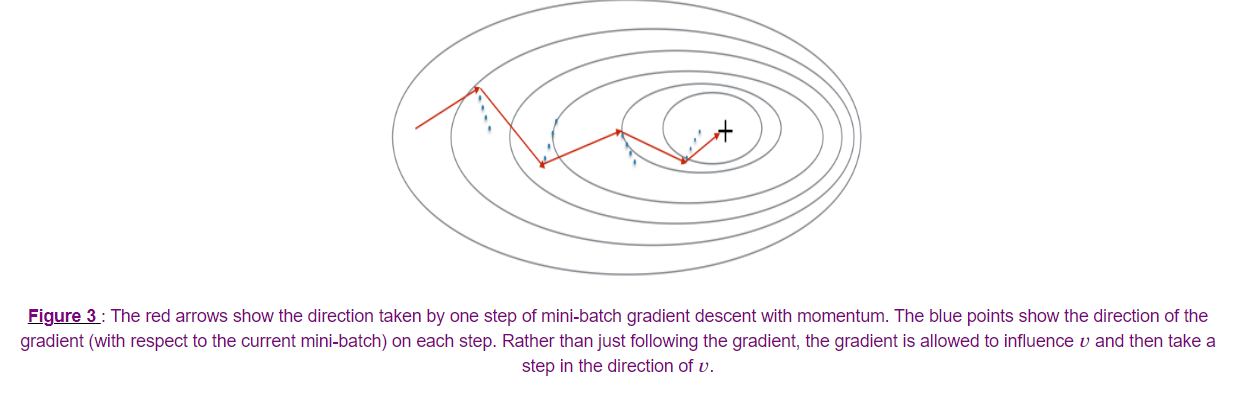 Figure 3 : The red arrows show the direction taken by one step of mini-batch gradient descent with momentum. The blue points show the direction of the
gradient (with respect to the current mini-batch) on each step. Rather than just following the gradient, the gradient is allowed to influence v and then take a
step in the direction of v.